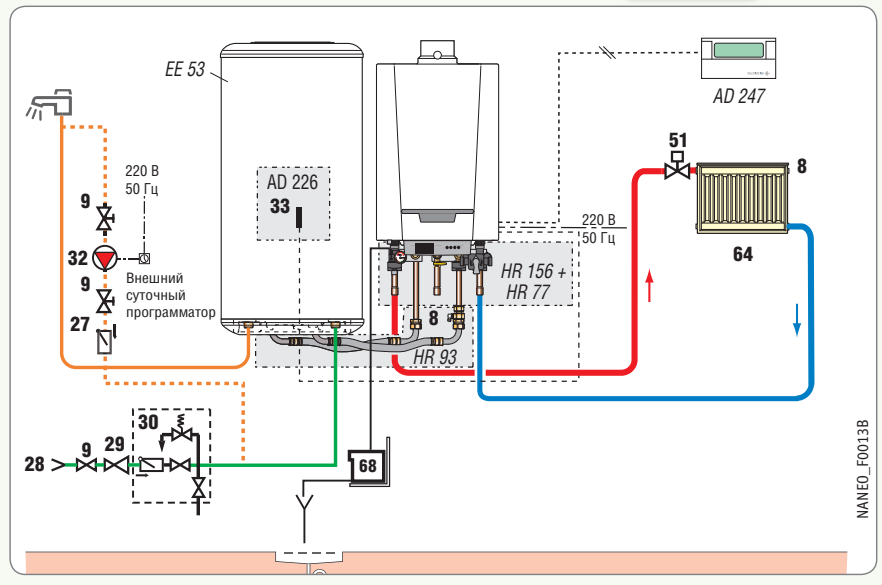 EE 53
AD 247
51
8
220 В
50 Гц
9
AD 226
33
220 В
50 Гц
64
32
Внешний
суточный
программатор
9
HR 156 +
HR 77
27
8
HR 93
30
28
9
29
68
NANEO_F0013B